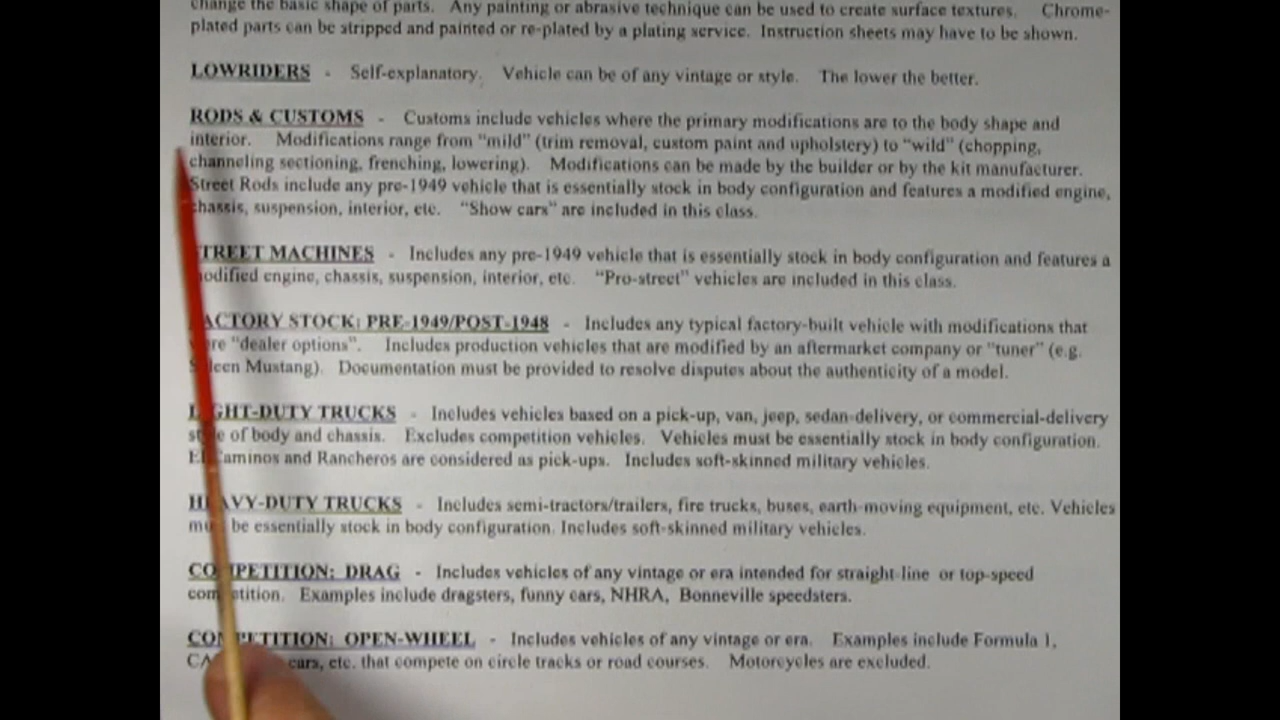 change the basic shape of parts. Any painting or abrasive technique can be used to create surface textures. Chrome-
plated parts can be stripped and painted or re-plated by a plating service. Instruction sheets may have to be shown.
LOWRIDERS - Self-explanatory. Vehicle can be of any vintage or style. The lower the better.
RODS & CUSTOMS - Customs include vehicles where the primary modifications are to the body shape and
interior. Modifications range from "mild" (trim removal, custom paint and upholstery) to "wild" (chopping,
channeling sectioning, frenching, lowering). Modifications can be made by the builder or by the kit manufacturer.
Street Rods include any pre-1949 vehicle that is essentially stock in body configuration and features a modified engine,
chassis, suspension, interior, etc. "Show cars" are included in this class.
STREET MACHINES - Includes any pre-1949 vehicle that is essentially stock in body configuration and features a
modified engine, chassis, suspension, interior, etc. "Pro-street" vehicles are included in this class.
FACTORY STOCK: PRE-1949/POST-1948 - Includes any typical factory-built vehicle with modifications that
were "dealer options". Includes production vehicles that are modified by an aftermarket company or "tuner" (e.g.
Saleen Mustang). Documentation must be provided to resolve disputes about the authenticity of a model.
LIGHT-DUTY TRUCKS - Includes vehicles based on a pick-up, van, jeep, sedan-delivery, or commercial-delivery
style of body and chassis. Excludes competition vehicles. Vehicles must be essentially stock in body configuration.
El Caminos and Rancheros are considered as pick-ups. Includes soft-skinned military vehicles.
HEAVY-DUTY TRUCKS - Includes semi-tractors/trailers, fire trucks, buses, earth-moving equipment, etc. Vehicles
must be essentially stock in body configuration. Includes soft-skinned military vehicles.
COMPETITION: DRAG - Includes vehicles of any vintage or era intended for straight-line or top-speed
competition. Examples include dragsters, funny cars, NHRA, Bonneville speedsters.
COMPETITION: OPEN-WHEEL - Includes vehicles of any vintage or era. Examples include Formula 1,
cars, etc. that compete on circle tracks or road courses. Motorcycles are excluded.